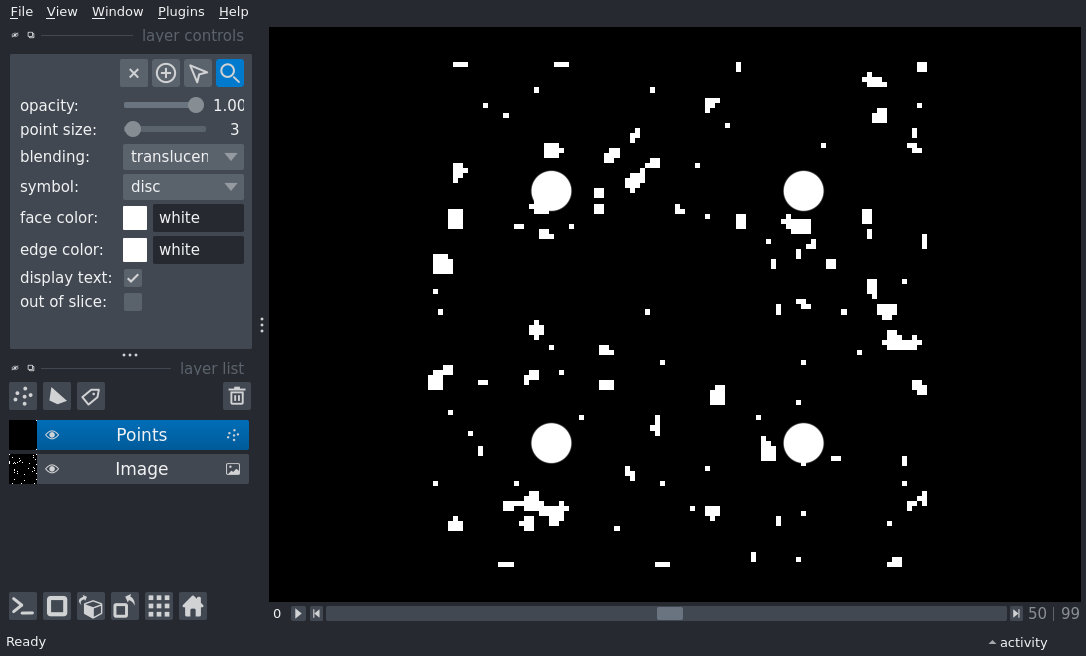 File View Window Plugins Help
layer controls
opacity: 1.00
point size: 3
blending: translucen
symbol: disc
face color: white
edge color: white
display text:
out of slice:
layer list
Points
Image
0 50 | 99
Ready activity